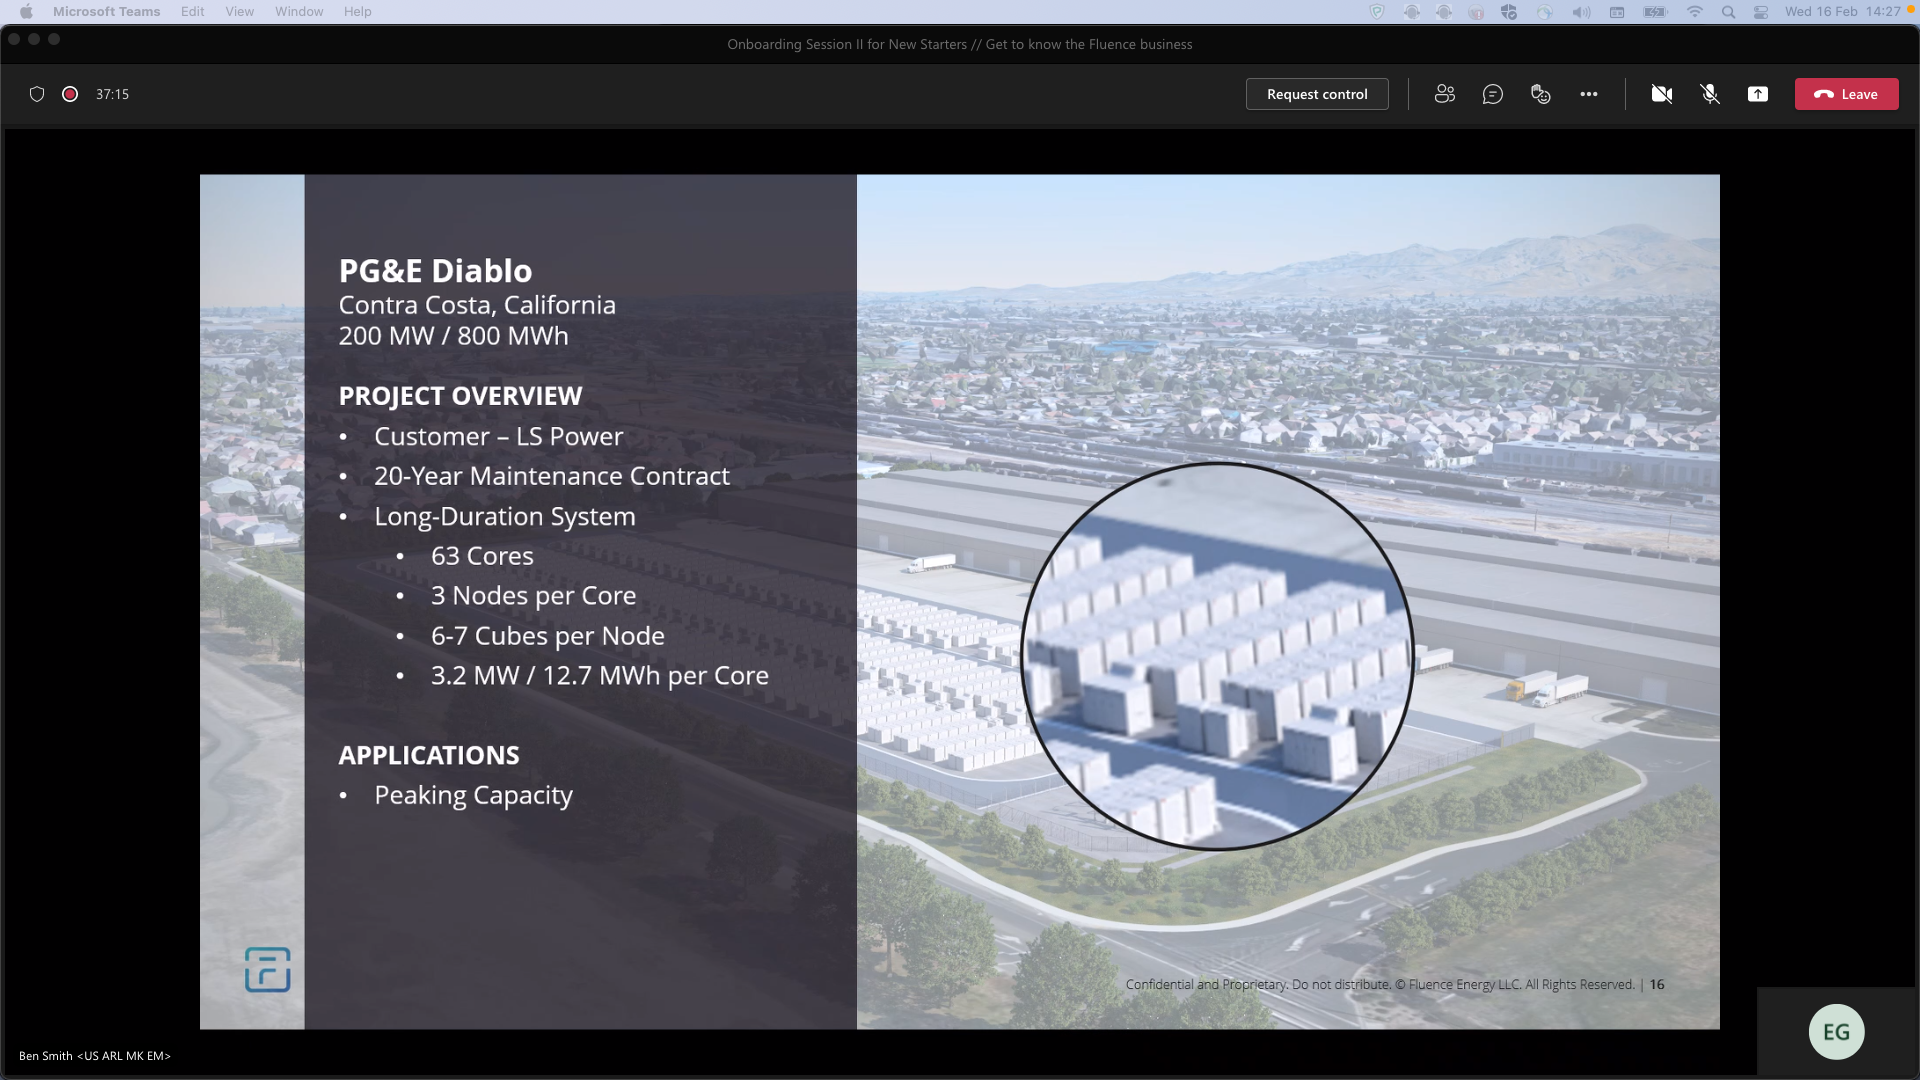 Microsoft Teams Edit View Window Help Wed 16 Feb 14:27
Onboarding Session II for New Starters // Get to know the Fluence business
37:15 Request control Leave
PG&E Diablo
Contra Costa, California
200 MW / 800 MWh
PROJECT OVERVIEW
• Customer – LS Power
• 20-Year Maintenance Contract
• Long-Duration System
• 63 Cores
• 3 Nodes per Core
• 6-7 Cubes per Node
• 3.2 MW / 12.7 MWh per Core
APPLICATIONS
• Peaking Capacity
Confidential and Proprietary. Do not distribute. © Fluence Energy LLC. All Rights Reserved. | 16
EG
Ben Smith <US ARL MK EM>